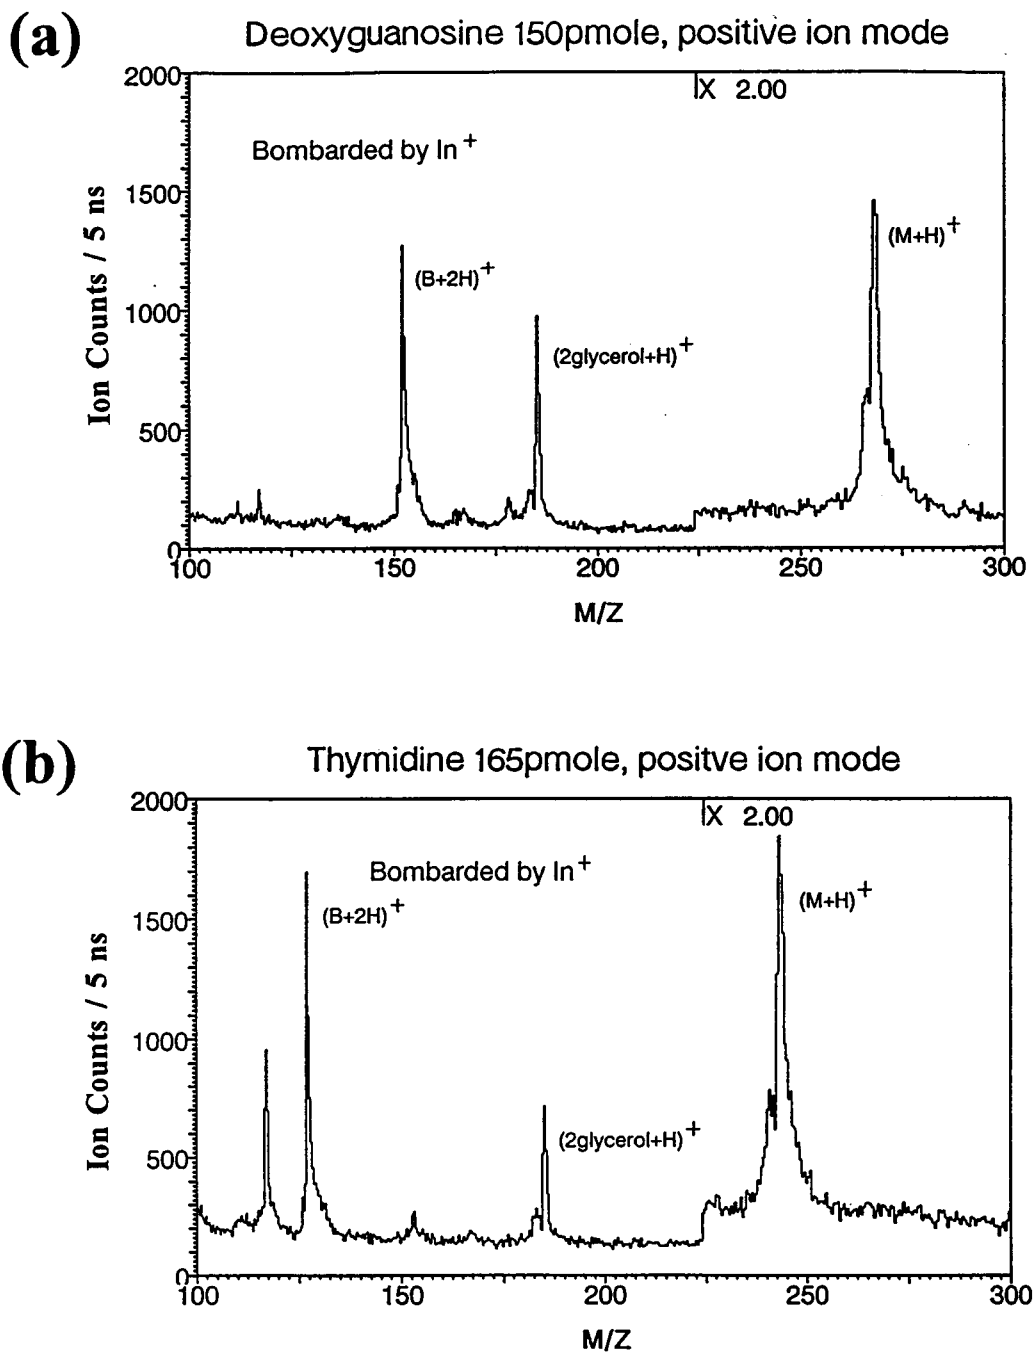 (a)
Deoxyguanosine 150pmole, positive ion mode
2000
X 2.00
Bombarded by In+
1500
(M+H)+
(B+2H)+
1000
(2glycerol+H)+
500
0
100 150 200 250 300
Ion Counts / 5 ns
M/Z
(b)
Thymidine 165pmole, positve ion mode
2000
X 2.00
Bombarded by In+
(M+H)+
(B+2H)+
1500
1000
(2glycerol+H)+
500
0
100 150 200 250 300
Ion Counts / 5 ns
M/Z